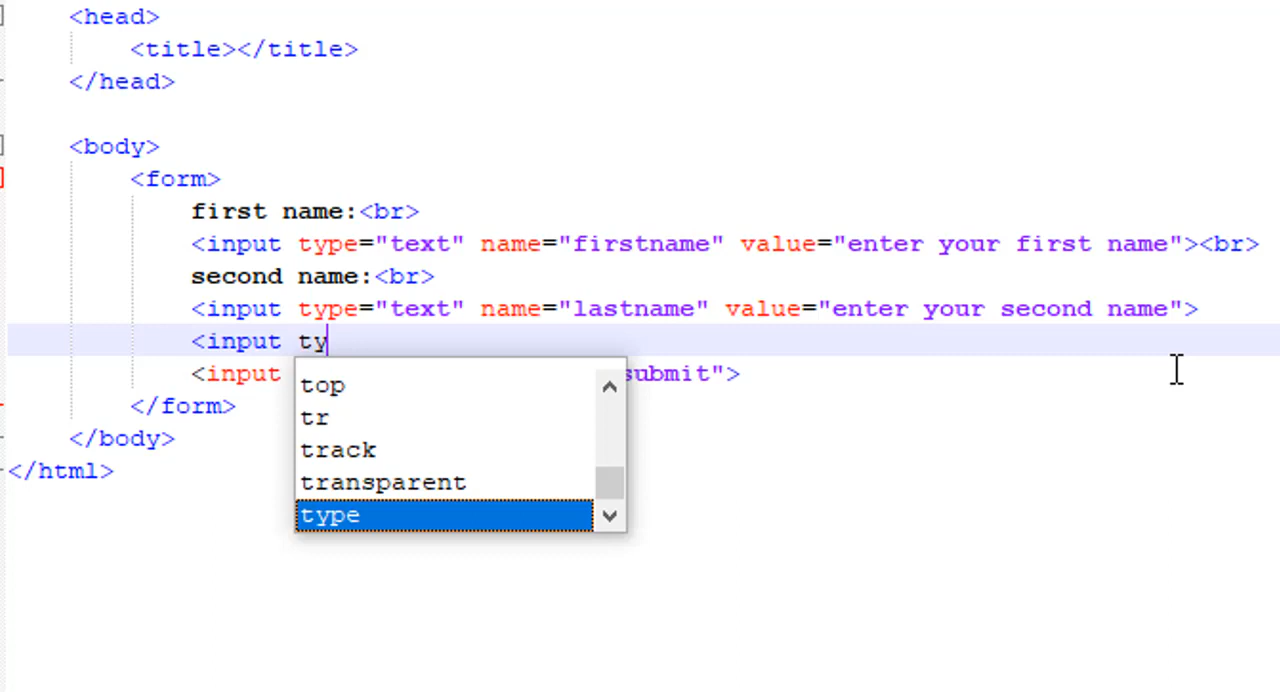 <head>
<title></title>
</head>
<body>
<form>
first name:<br>
<input type="text" name="firstname" value="enter your first name"><br>
second name:<br>
<input type="text" name="lastname" value="enter your second name">
<input ty
<input submit">
top
tr
track
transparent
type
</form>
</body>
</html>